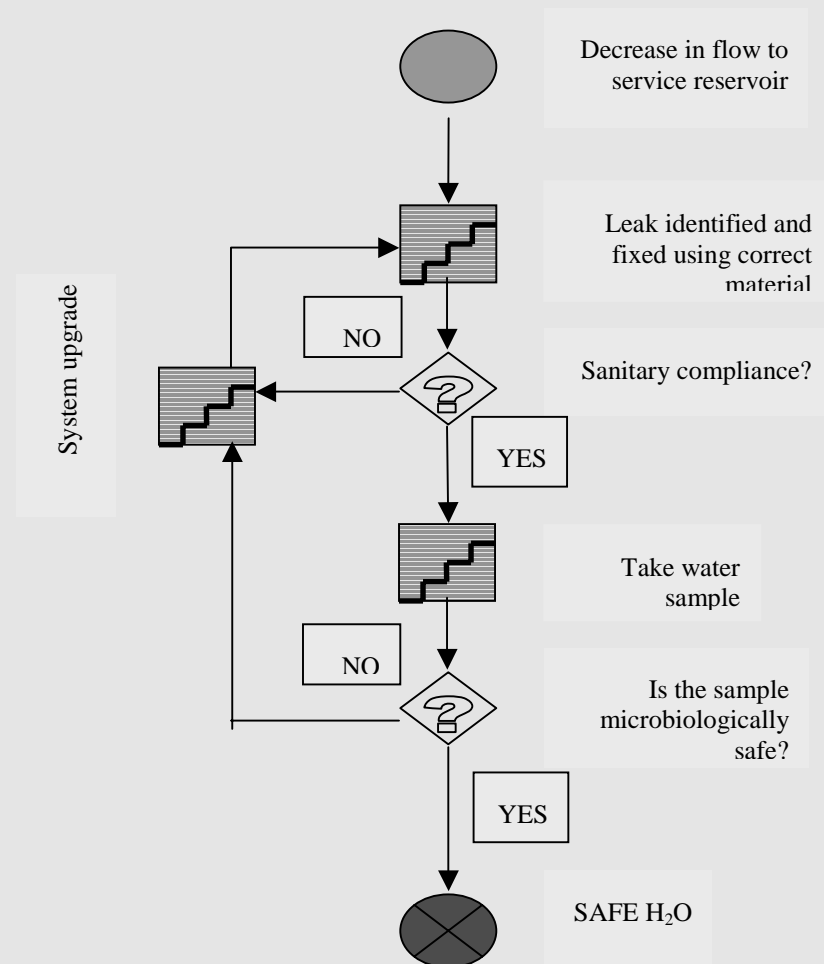 Decrease in flow to
service reservoir
Leak identified and
fixed using correct
material
NO
System upgrade
Sanitary compliance?
YES
Take water
sample
NO
Is the sample
microbiologically
safe?
YES
SAFE H₂O